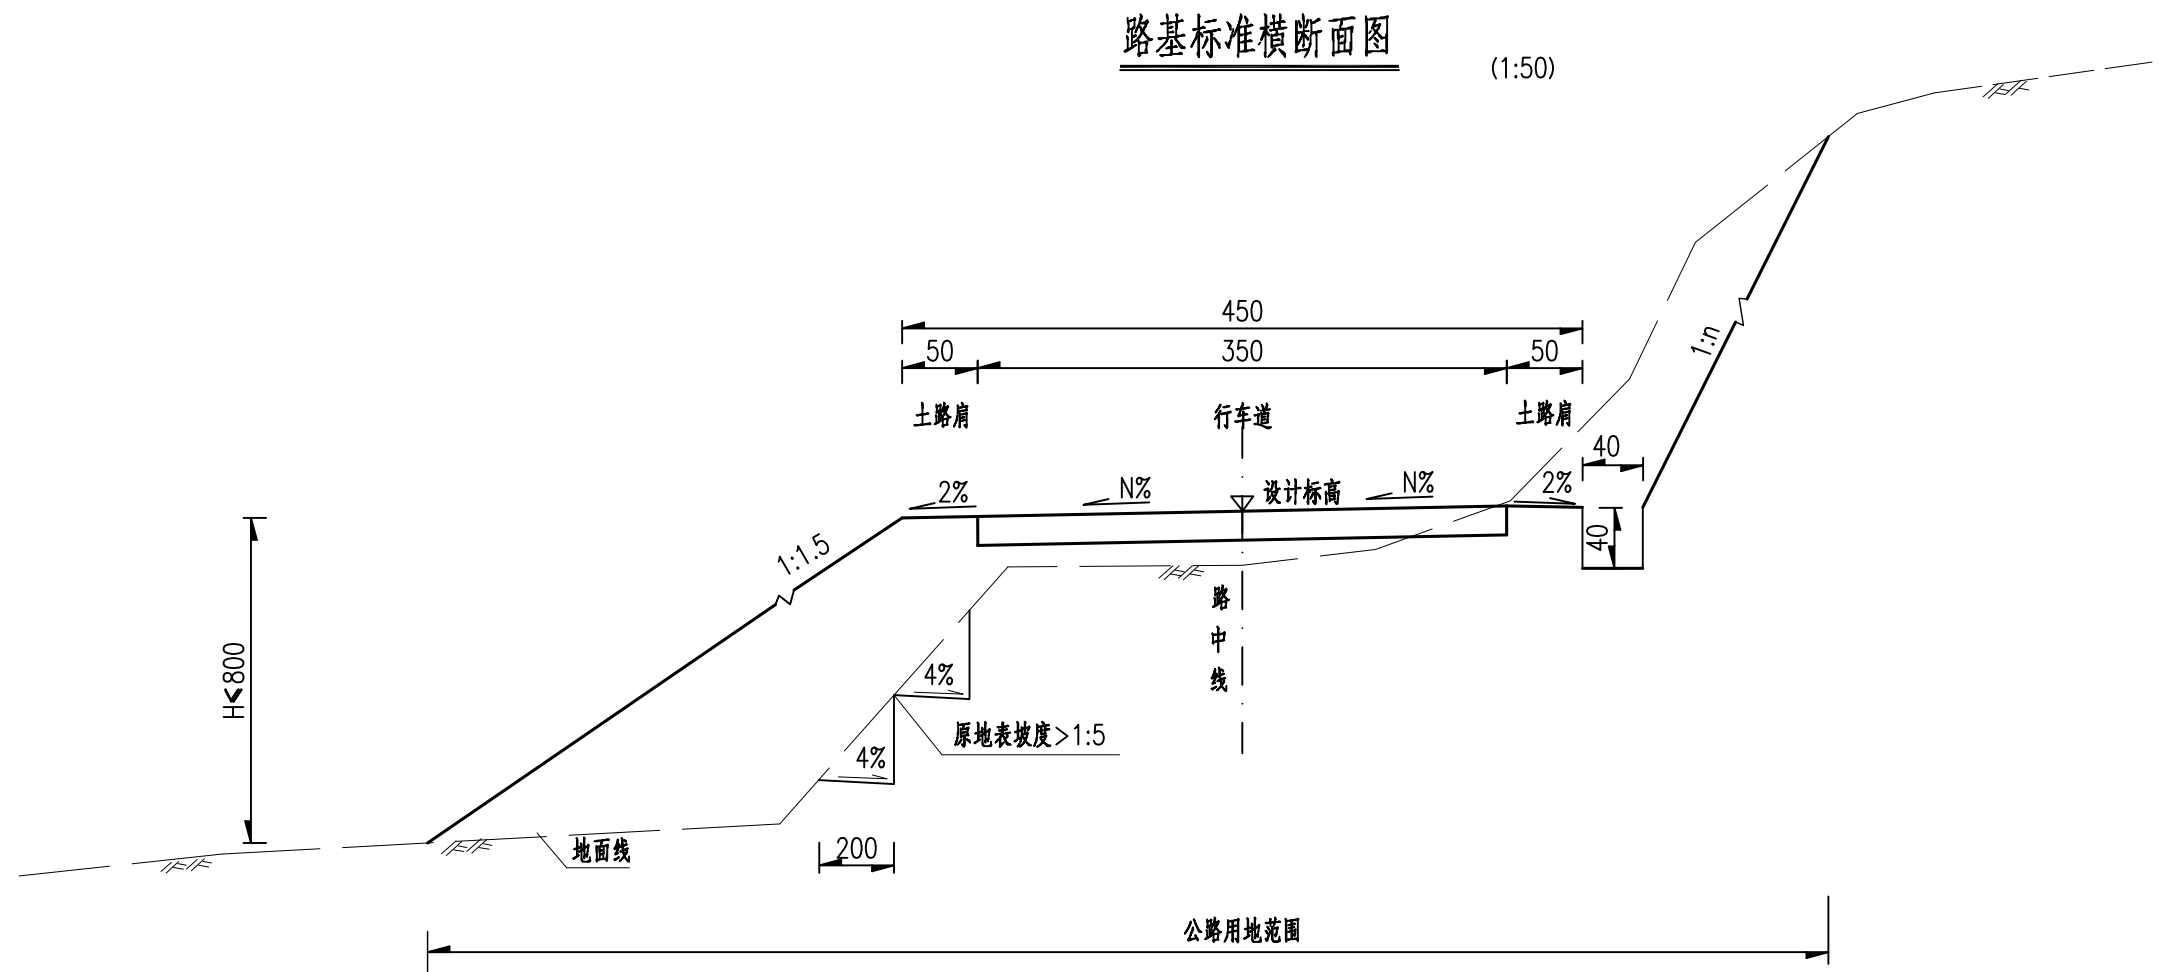 路基标准横断面图
(1:50)
450
50
350
50
土路肩
行车道
土路肩
1:n
40
2%
N%
设计标高
N%
2%
40
1:1.5
H<800
路中线
4%
原地表坡度>1:5
4%
地面线
200
公路用地范围